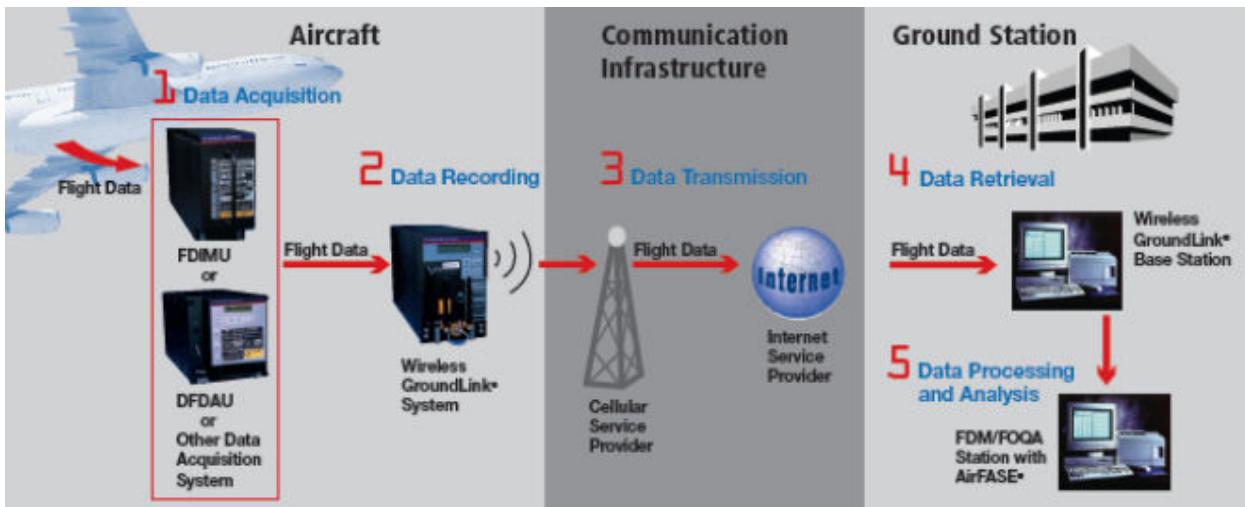 Aircraft
1 Data Acquisition
Flight Data
FDIMU
or
DFDAU
or
Other Data
Acquisition
System
Flight Data
2 Data Recording
Wireless
GroundLink®
System
Communication
Infrastructure
3 Data Transmission
Cellular
Service
Provider
Flight Data
Internet
Internet
Service
Provider
Ground Station
4 Data Retrieval
Flight Data
Wireless
GroundLink®
Base Station
5 Data Processing
and Analysis
FDM/FOQA
Station with
AirFASE®